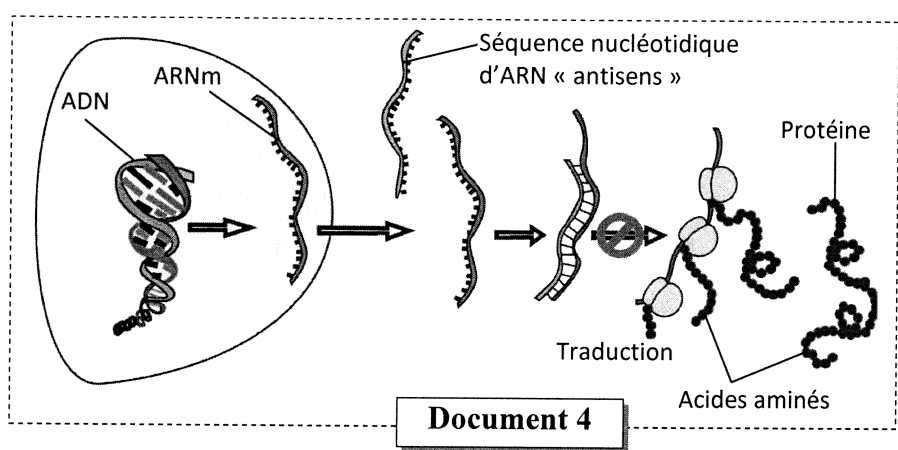 Séquence nucléotidique
d'ARN « antisens »
ARNm
ADN
Protéine
Traduction
Acides aminés
Document 4